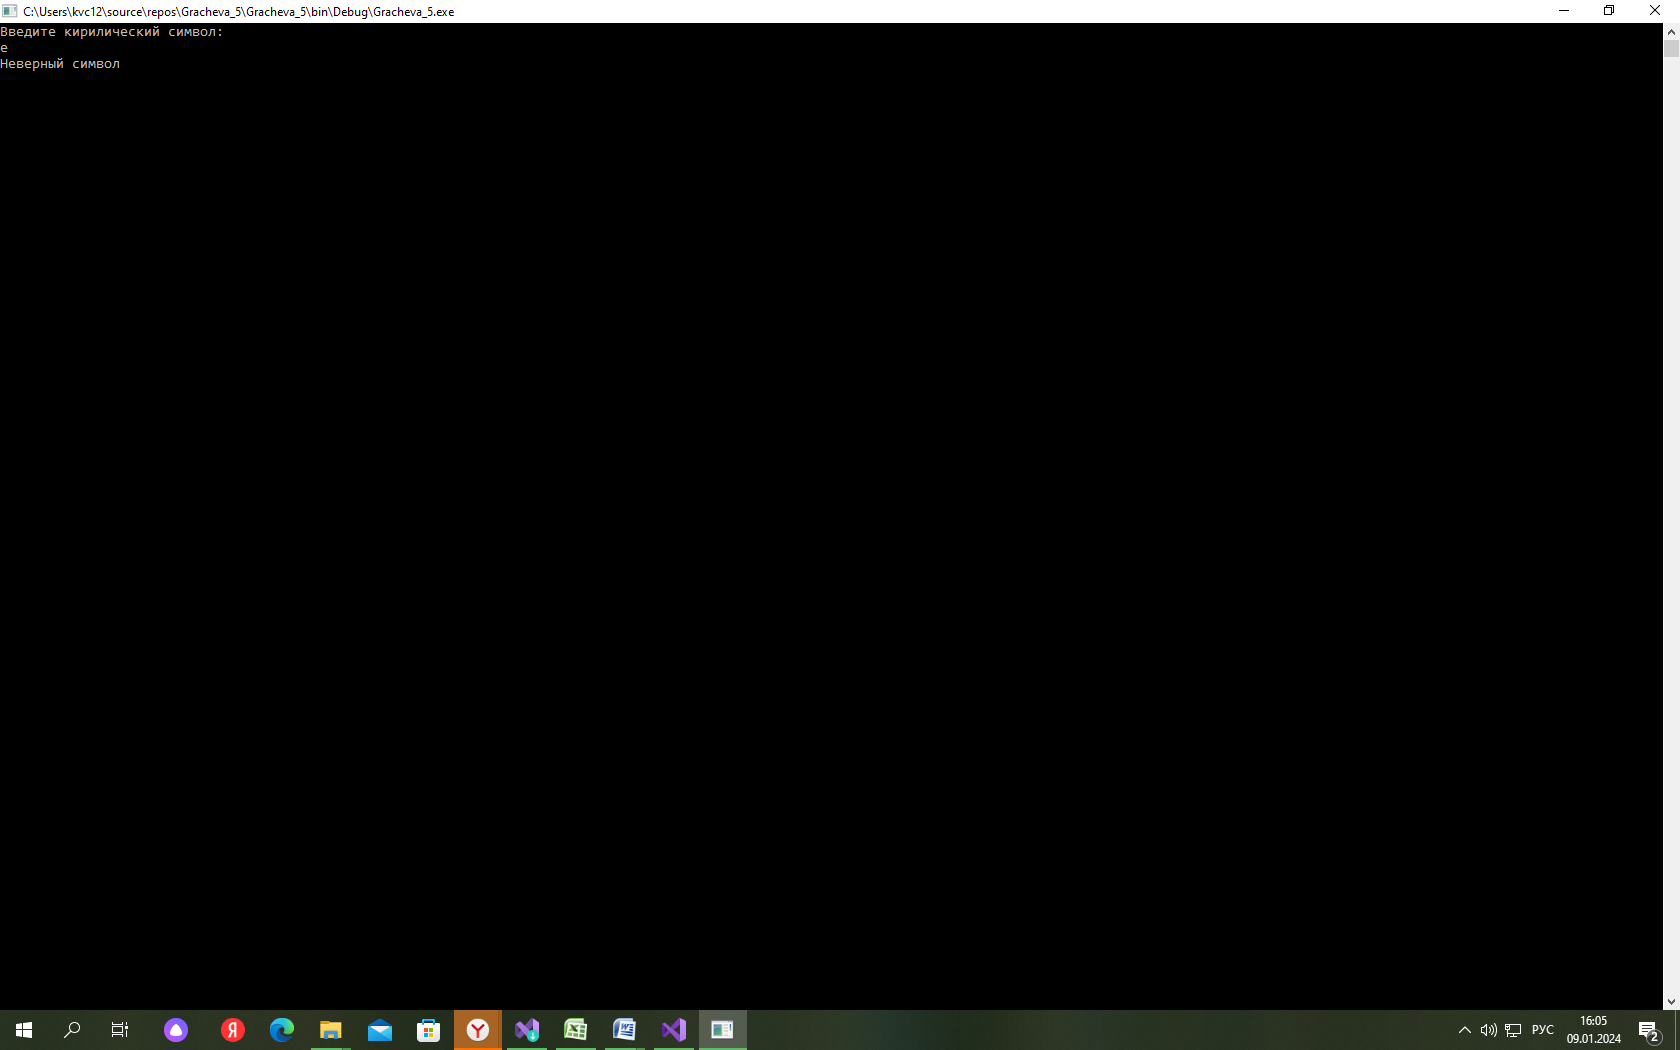 C:\Users\kvc12\source\repos\Gracheva_5\Gracheva_5\bin\Debug\Gracheva_5.exe
Введите кирилический символ:
е
Неверный символ
16:05
РУС
09.01.2024
2